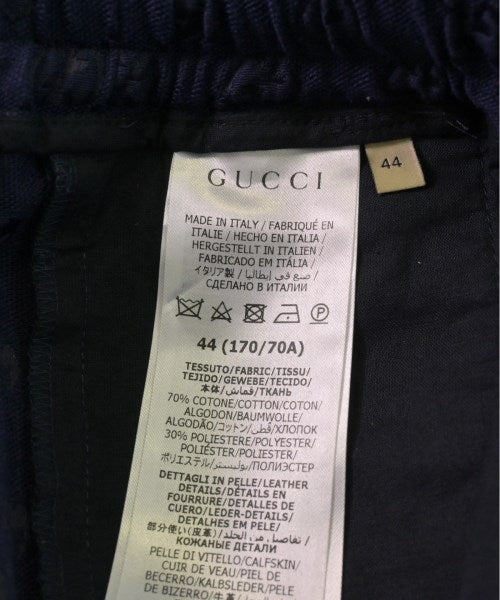 GUCCI
44
MADE IN ITALY / FABRIQUÉ EN
ITALIE / HECHO EN ITALIA /
HERGESTELLT IN ITALIEN /
FABRICADO EM ITÁLIA /
イタリア製 / صنع في إيطاليا /
СДЕЛАНО В ИТАЛИИ
P
44 (170/70A)
TESSUTO/FABRIC/TISSU/
TEJIDO/GEWEBE/TECIDO/
本体/قماش/ТКАНЬ
70% COTONE/COTTON/COTON/
ALGODON/BAUMWOLLE/
ALGODÃO/コットン/قطن/ХЛОПОК
30% POLIESTERE/POLYESTER/
POLIÉSTER/POLYESTER/
ポリエステル/بوليستر/ПОЛИЭСТЕР
DETTAGLI IN PELLE/LEATHER
DETAILS/DÉTAILS EN
FOURRURE/DETALLES DE
CUERO/LEDER-DETAILS/
DETALHES EM PELE/
部分使い(皮革)/تفاصيل من الجلد/
КОЖАНЫЕ ДЕТАЛИ
PELLE DI VITELLO/CALFSKIN/
CUIR DE VEAU/PIEL DE
BECERRO/KALBSLEDER/PELE
DE BIZERRO/牛革/